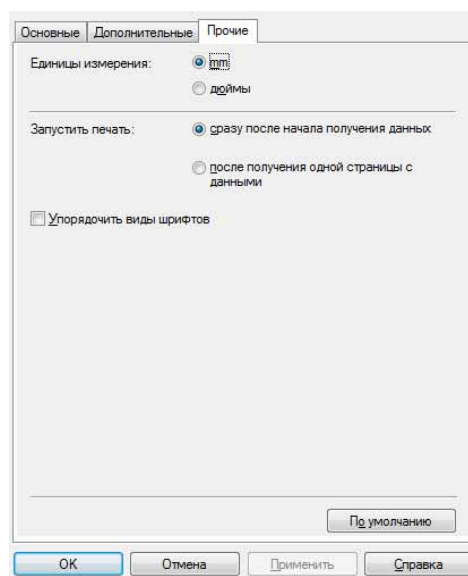 Основные Дополнительные Прочие
Единицы измерения: mm
дюймы
Запустить печать: сразу после начала получения данных
после получения одной страницы с
данными
Упорядочить виды шрифтов
По умолчанию
OK Отмена Применить Справка